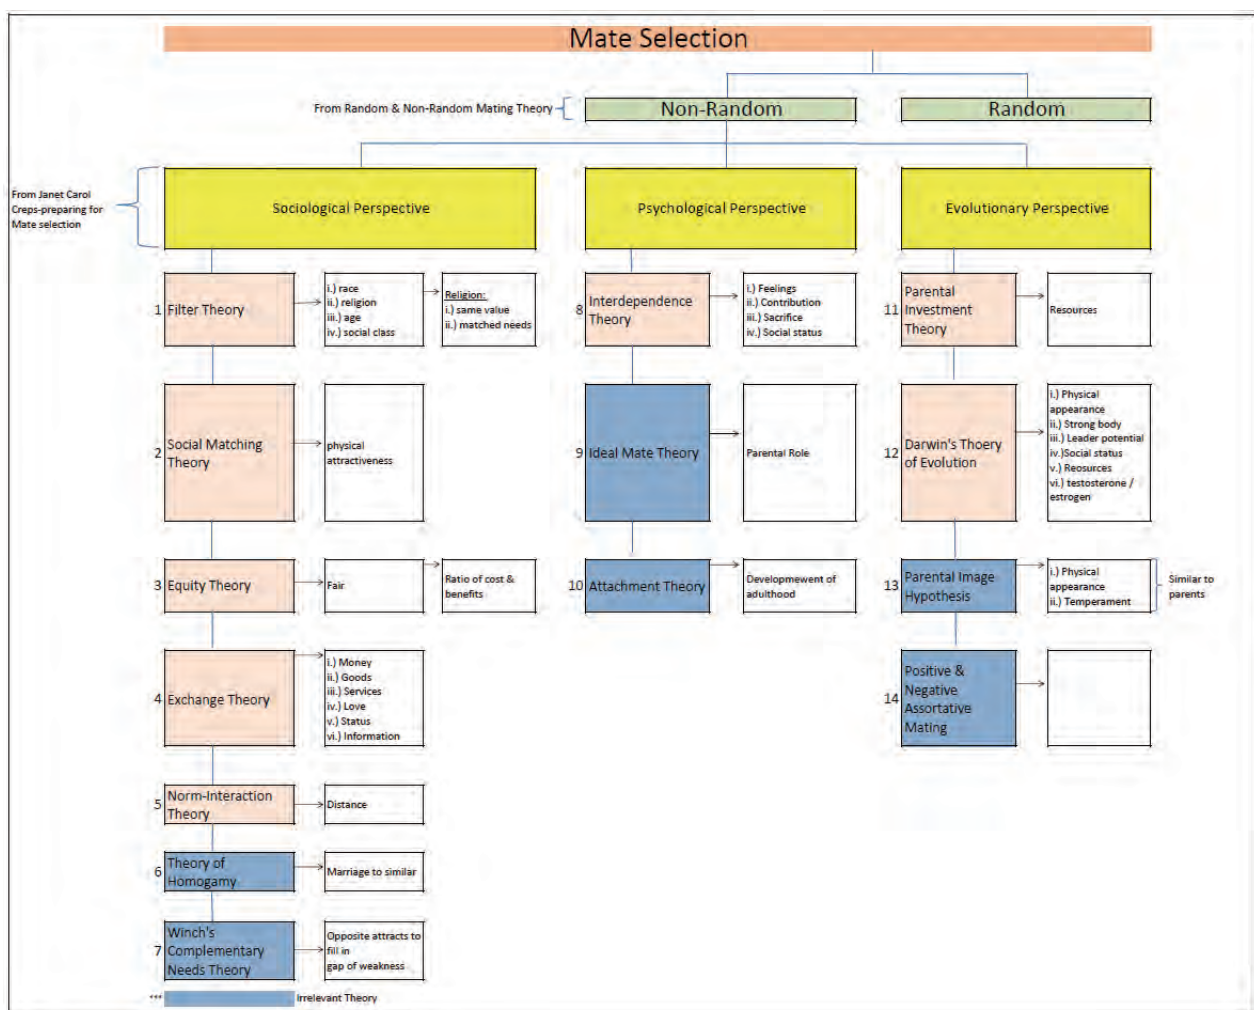 Mate Selection
From Random & Non-Random Mating Theory
Non-Random
Random
From Janet Carol
Creps-preparing for
Mate selection
Sociological Perspective
Psychological Perspective
Evolutionary Perspective
1
Filter Theory
i.) race
ii.) religion
iii.) age
iv.) social class
Religion:
i.) same value
ii.) matched needs
8
Interdependence
Theory
i.) Feelings
ii.) Contribution
iii.) Sacrifice
iv.) Social status
11
Parental
Investment
Theory
Resources
2
Social Matching
Theory
physical
attractiveness
9
Ideal Mate Theory
Parental Role
12
Darwin's Thoery
of Evolution
i.) Physical
appearance
ii.) Strong body
iii.) Leader potential
iv.)Social status
v.) Reosurces
vi.) testosterone /
estrogen
3
Equity Theory
Fair
Ratio of cost &
benefits
10
Attachment Theory
Developmewent of
adulthood
13
Parental Image
Hypothesis
i.) Physical
appearance
ii.) Temperament
Similar to
parents
4
Exchange Theory
i.) Money
ii.) Goods
iii.) Services
iv.) Love
v.) Status
vi.) Information
14
Positive &
Negative
Assortative
Mating
5
Norm-Interaction
Theory
Distance
6
Theory of
Homogamy
Marriage to similar
7
Winch's
Complementary
Needs Theory
Opposite attracts to
fill in
gap of weakness
***
Irrelevant Theory